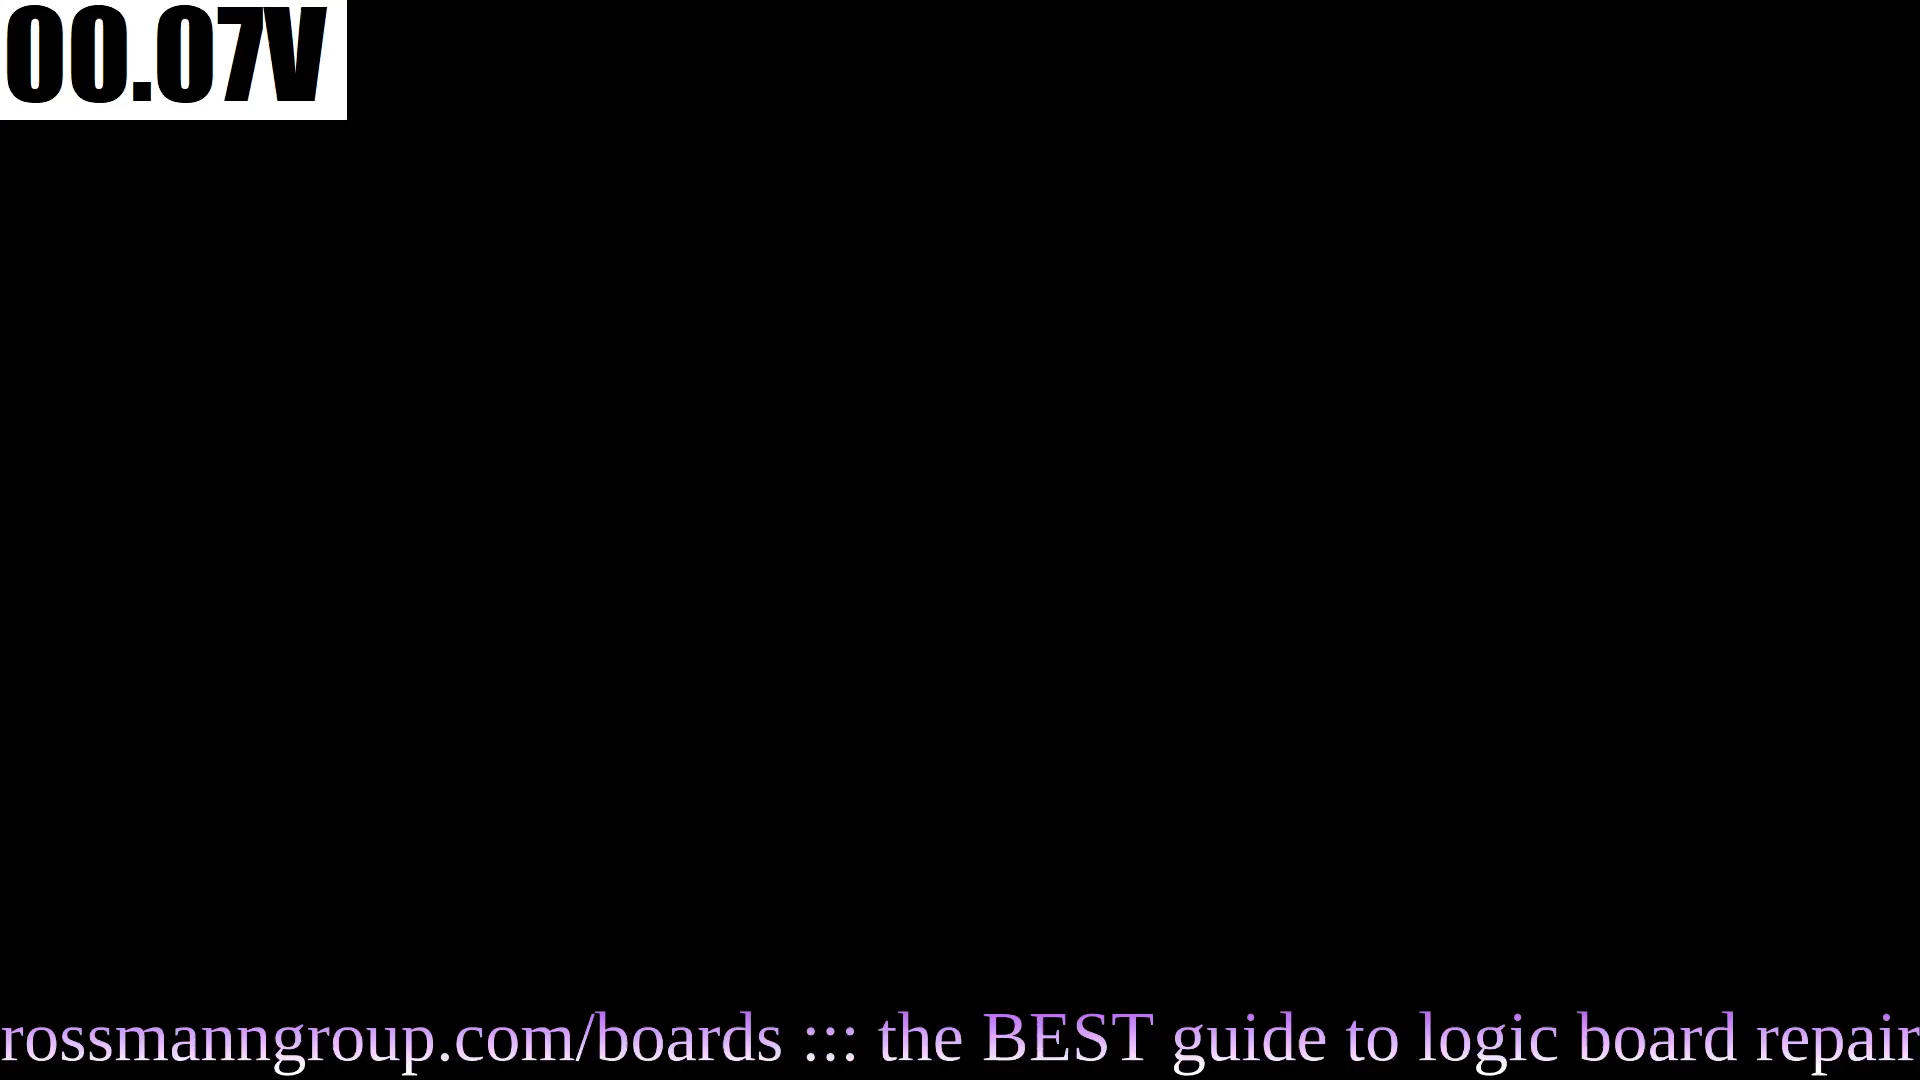 00.07V
rossmanngroup.com/boards ::: the BEST guide to logic board repair